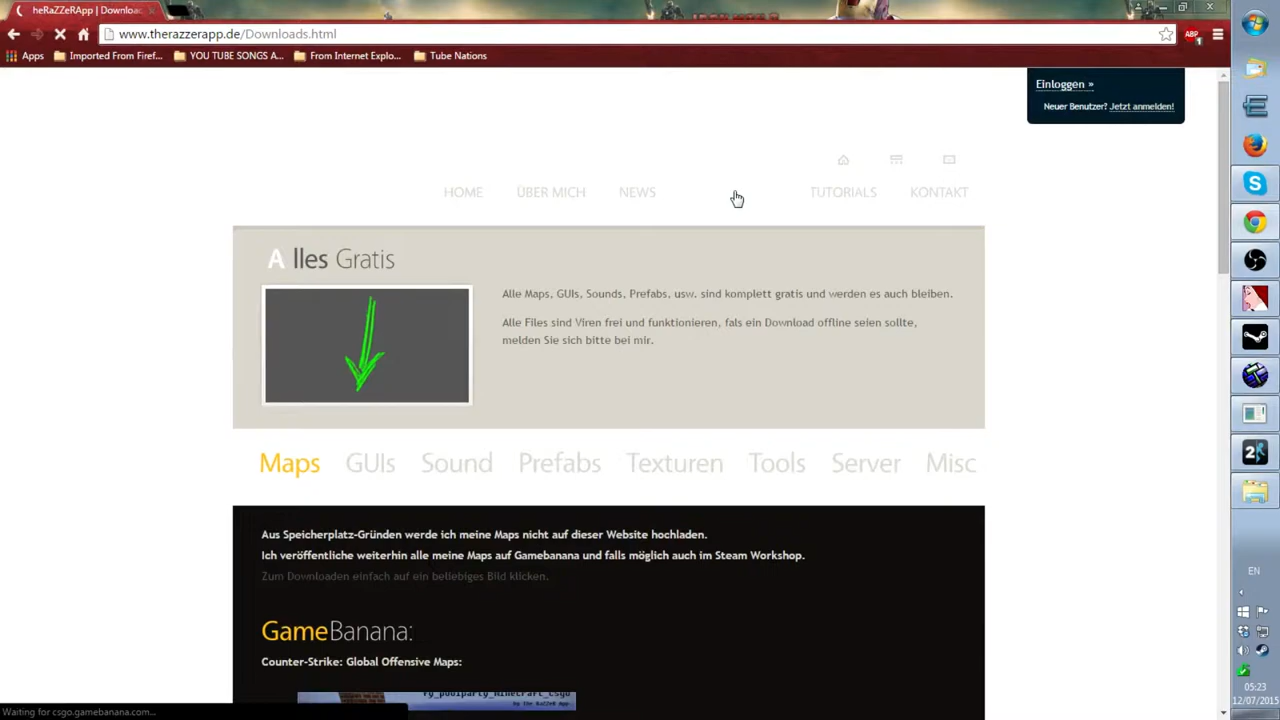 heRaZZeRApp | Downloa
www.therazzerapp.de/Downloads.html
ABP
1
Apps
Imported From Firef...
YOU TUBE SONGS A...
From Internet Explo...
Tube Nations
Einloggen »
Neuer Benutzer? Jetzt anmelden!
HOME
ÜBER MICH
NEWS
TUTORIALS
KONTAKT
A lles Gratis
Alle Maps, GUIs, Sounds, Prefabs, usw. sind komplett gratis und werden es auch bleiben.
Alle Files sind Viren frei und funktionieren, fals ein Download offline seien sollte,
melden Sie sich bitte bei mir.
Maps
GUIs
Sound
Prefabs
Texturen
Tools
Server
Misc
Aus Speicherplatz-Gründen werde ich meine Maps nicht auf dieser Website hochladen.
Ich veröffentliche weiterhin alle meine Maps auf Gamebanana und falls möglich auch im Steam Workshop.
Zum Downloaden einfach auf ein beliebiges Bild klicken.
GameBanana:
Counter-Strike: Global Offensive Maps:
by The RaZZeR App...
Waiting for csgo.gamebanana.com...
EN
05:23
12/07/2015